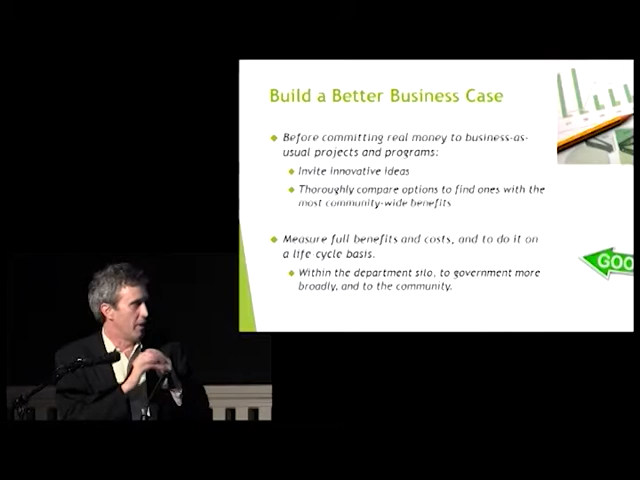 Build a Better Business Case
Before committing real money to business-as-
usual projects and programs:
Invite innovative ideas
Thoroughly compare options to find ones with the
most community-wide benefits
Measure full benefits and costs, and to do it on
a life-cycle basis.
Within the department silo, to government more
broadly, and to the community.
GOO